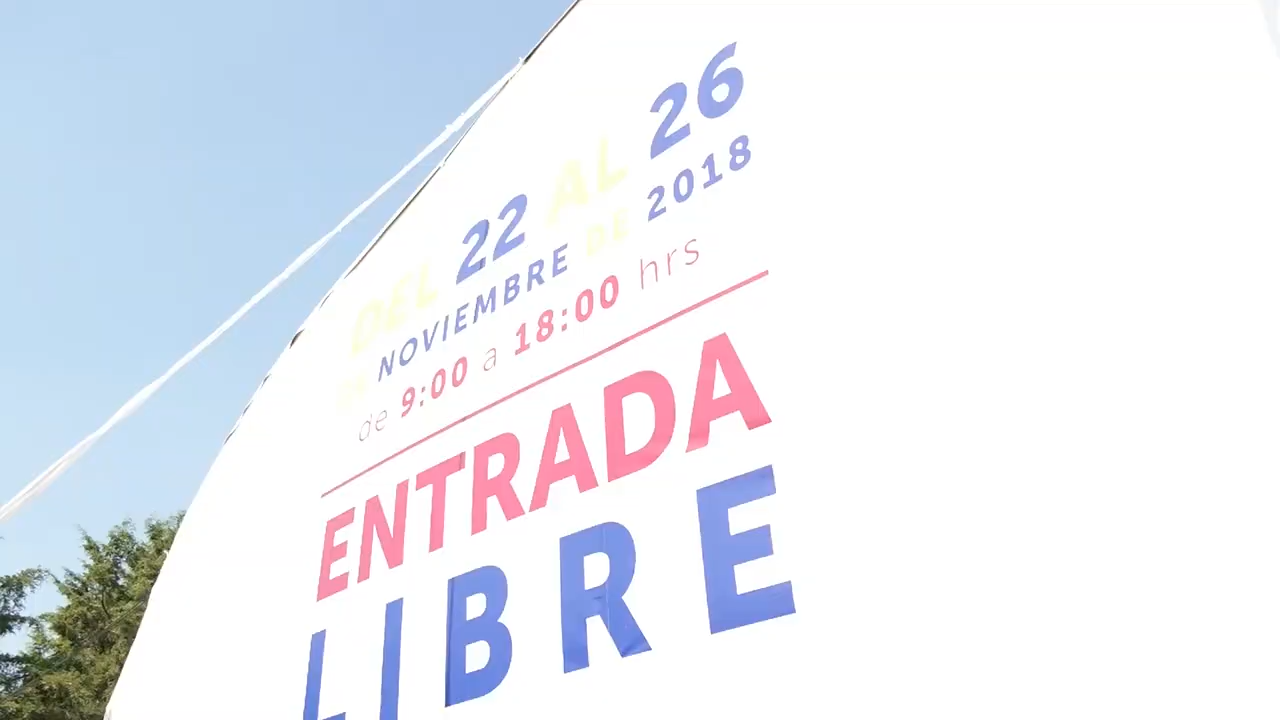 DEL 22 AL 26
DE NOVIEMBRE DE 2018
de 9:00 a 18:00 hrs
ENTRADA
LIBRE